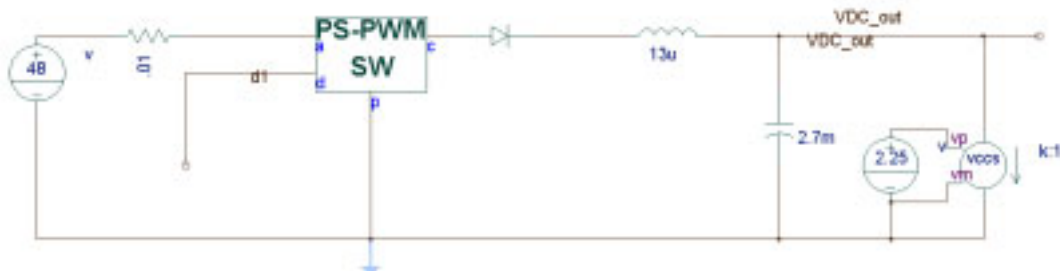 VDC_out
VDC_out
PS-PWM
SW
a
c
d
p
48
v
.01
d1
13u
2.7m
2.25
v
vp
vm
vccs
k:1